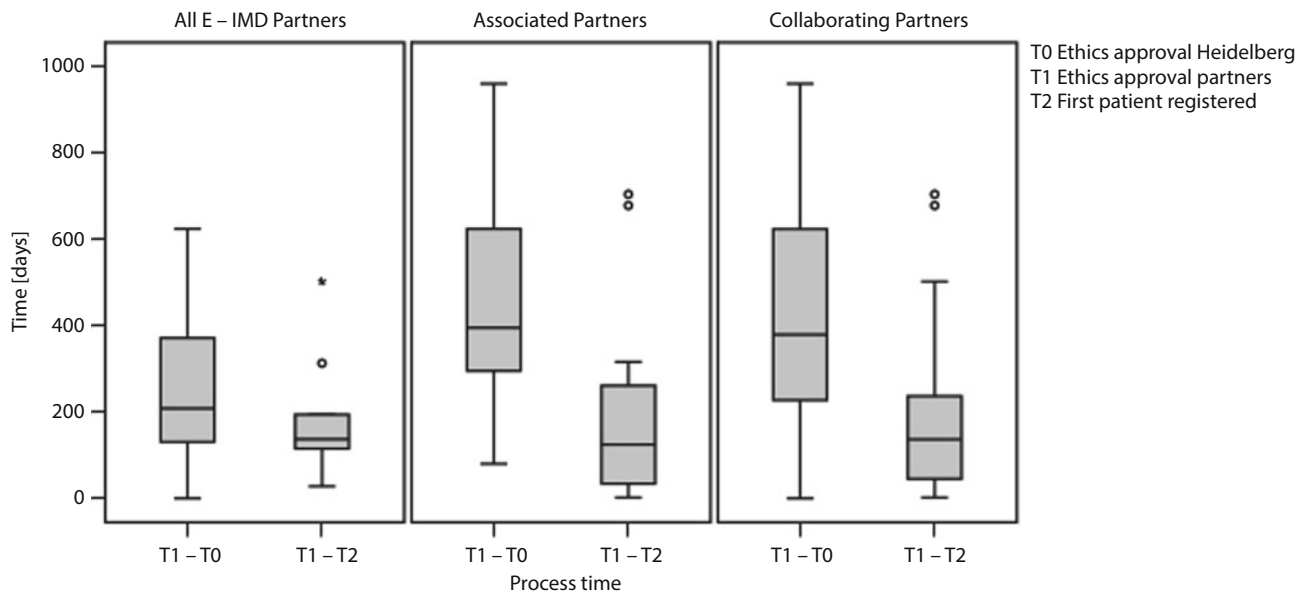 All E – IMD Partners
Associated Partners
Collaborating Partners
T0 Ethics approval Heidelberg
T1 Ethics approval partners
T2 First patient registered
Time [days]
1000
800
600
400
200
0
T1 – T0
T1 – T2
T1 – T0
T1 – T2
T1 – T0
T1 – T2
Process time